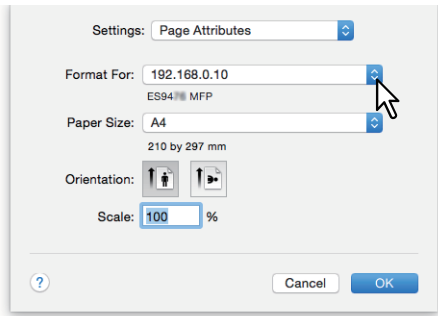 Settings: Page Attributes
Format For: 192.168.0.10
MFP
Paper Size: A4
210 by 297 mm
Orientation:
Scale: 100 %
? Cancel OK